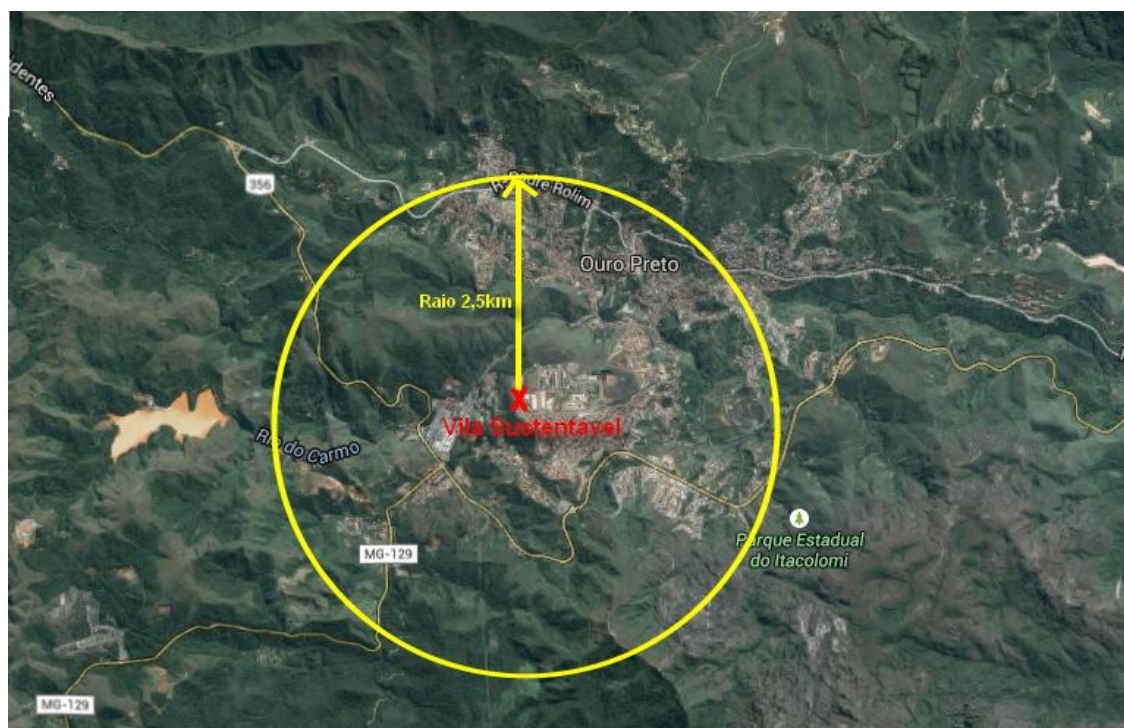 identes
356
R. Padre Rolim
Ouro Preto
Raio 2,5km
Vila Sustentável
Rio do Carmo
Parque Estadual
do Itacolomi
MG-129
MG-129